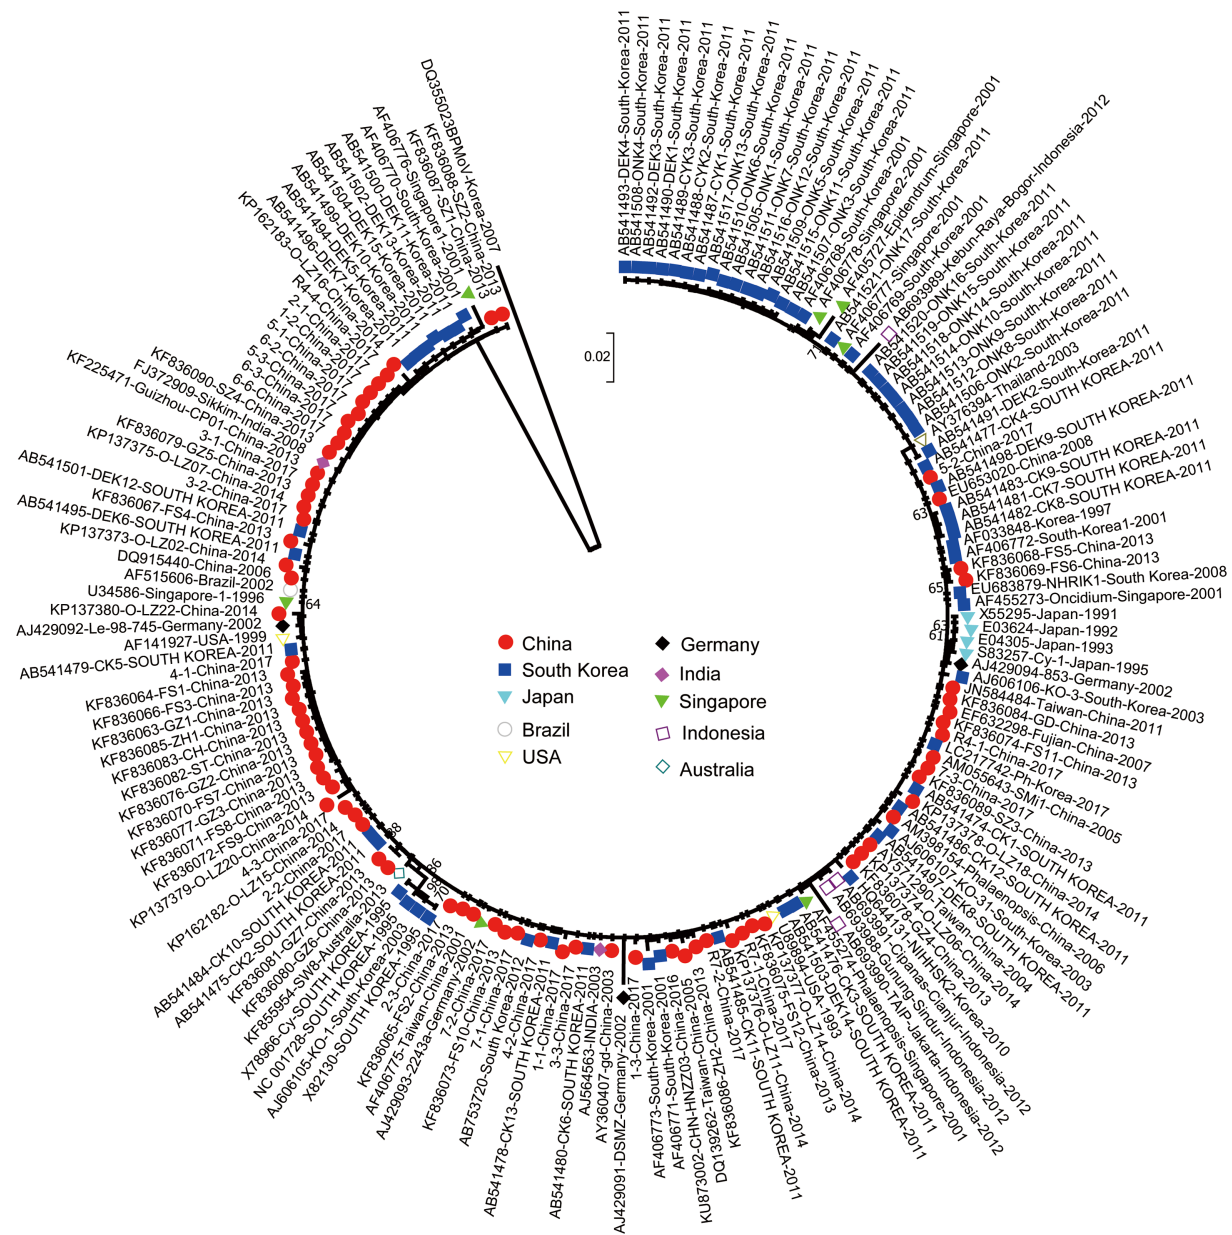 AB541493-DEK4-South-Korea-2011
AB541508-ONK4-South-Korea-2011
AB541492-DEK3-South-Korea-2011
AB541490-DEK1-South-Korea-2011
AB541489-CYK3-South-Korea-2011
AB541488-CYK2-South-Korea-2011
AB541487-CYK1-South-Korea-2011
AB541517-ONK13-South-Korea-2011
AB541510-ONK6-South-Korea-2011
AB541505-ONK1-South-Korea-2011
AB541511-ONK7-South-Korea-2011
AB541516-ONK12-South-Korea-2011
AB541509-ONK5-South-Korea-2011
AB541515-ONK11-South-Korea-2011
AB541507-ONK3-South-Korea-2011
AF406768-South-Korea-2001
AF406778-Singapore2-2001
AF405727-Epidendrum-Singapore-2001
AB541521-ONK17-South-Korea-2011
AF406777-Singapore-2001
AF406769-South-Korea-2001
AB693989-Kebun-Raya-Bogor-Indonesia-2012
AB541520-ONK16-South-Korea-2011
AB541519-ONK15-South-Korea-2011
AB541518-ONK14-South-Korea-2011
AB541514-ONK10-South-Korea-2011
AB541513-ONK9-South-Korea-2011
AB541512-ONK8-South-Korea-2011
AB541506-ONK2-South-Korea-2011
AY376394-Thailand-2003
AB541491-DEK2-South-Korea-2011
AB541477-CK4-SOUTH KOREA-2011
5-2-China-2017
AB541498-DEK9-SOUTH KOREA-2011
EU653020-China-2008
AB541483-CK9-SOUTH KOREA-2011
AB541481-CK7-SOUTH KOREA-2011
AB541482-CK8-SOUTH KOREA-2011
AF033848-Korea-1997
AF406772-South-Korea1-2001
KF836068-FS5-China-2013
KF836069-FS6-China-2013
EU683879-NHRIK1-South Korea-2008
AF455273-Oncidium-Singapore-2001
X55295-Japan-1991
E03624-Japan-1992
E04305-Japan-1993
S83257-Cy-1-Japan-1995
AJ429094-853-Germany-2002
AJ606106-KO-3-South-Korea-2003
JN584484-Taiwan-China-2011
KF836084-GD-China-2013
EF632298-Fujian-China-2007
KF836074-FS11-China-2013
R4-1-China-2017
LC217742-Ph-Korea-2017
AM055643-SMi1-China-2005
7-3-China-2017
KF836089-SZ3-China-2013
AB541474-CK1-SOUTH KOREA-2011
KP137378-O-LZ18-China-2014
AB541486-CK12-SOUTH KOREA-2011
AM398154-Phalaenopsis-China-2006
AJ606107-KO-31-South-Korea-2003
AB541497-DEK8-SOUTH KOREA-2011
AY571290-Taiwan-China-2004
KP137374-O-LZ06-China-2014
KF836078-GZ4-China-2013
HQ644131-NHHSK2-Korea-2010
AB693991-Cipanas-Cianjur-Indonesia-2012
AB693988-Gunung-Sindur-Indonesia-2012
AB693990-TAIP-Jakarta-Indonesia-2012
AF455274-Phalaenopsis-Singapore-2001
AB541476-CK3-SOUTH KOREA-2011
AB541503-DEK14-SOUTH KOREA-2011
U89894-USA-1993
KP137377-O-LZ14-China-2014
KF836075-FS12-China-2013
R7-1-China-2017
KP137376-O-LZ11-China-2014
AB541485-CK11-SOUTH KOREA-2011
R7-2-China-2017
KF836086-ZH2-China-2013
DQ139262-Taiwan-China-2005
KU873002-CHN-HNZZ03-China-2016
AF406771-South-Korea-2001
AF406773-South-Korea-2001
1-3-China-2017
AJ429091-DSMZ-Germany-2002
AY360407-gd-China-2003
AJ564563-INDIA-2003
AB541480-CK6-SOUTH KOREA-2011
3-3-China-2017
1-1-China-2017
AB541478-CK13-SOUTH KOREA-2011
4-2-China-2017
AB753720-South Korea-2017
7-1-China-2017
KF836073-FS10-China-2013
7-2-China-2017
AJ429093-2243a-Germany-2002
AF406775-Taiwan-China-2001
KF836065-FS2-China-2013
2-3-China-2017
X82130-SOUTH KOREA-1995
AJ606105-KO-1-South-Korea-2003
NC 001728-SOUTH KOREA-1995
X78966-Cy-SOUTH KOREA-1995
KF855954-SW8-Australia-2013
KF836080-GZ6-China-2013
KF836081-GZ7-China-2013
AB541475-CK2-SOUTH KOREA-2011
AB541484-CK10-SOUTH KOREA-2011
2-2-China-2017
KP162182-O-LZ15-China-2014
4-3-China-2017
KP137379-O-LZ20-China-2014
KF836072-FS9-China-2013
KF836071-FS8-China-2013
KF836077-GZ3-China-2013
KF836070-FS7-China-2013
KF836076-GZ2-China-2013
KF836082-ST-China-2013
KF836083-CH-China-2013
KF836085-ZH1-China-2013
KF836063-GZ1-China-2013
KF836066-FS3-China-2013
KF836064-FS1-China-2013
4-1-China-2017
AB541479-CK5-SOUTH KOREA-2011
AF141927-USA-1999
AJ429092-Le-98-745-Germany-2002
KP137380-O-LZ22-China-2014
U34586-Singapore-1-1996
AF515606-Brazil-2002
DQ915440-China-2006
KP137373-O-LZ02-China-2014
AB541495-DEK6-SOUTH KOREA-2011
KF836067-FS4-China-2013
AB541501-DEK12-SOUTH KOREA-2011
3-2-China-2017
KP137375-O-LZ07-China-2014
KF836079-GZ5-China-2013
3-1-China-2017
KF225471-Guizhou-CP01-China-2013
FJ372909-Sikkim-India-2008
KF836090-SZ4-China-2013
6-6-China-2017
6-3-China-2017
5-3-China-2017
6-2-China-2017
5-1-China-2017
1-2-China-2017
2-1-China-2017
R4-4-China-2017
KP162183-O-LZ16-China-2014
AB541496-DEK7-Korea-2011
AB541494-DEK5-Korea-2011
AB541499-DEK10-Korea-2011
AB541504-DEK15-Korea-2011
AB541502-DEK13-Korea-2011
AB541500-DEK11-Korea-2011
AF406770-South-Korea-2001
AF406776-Singapore1-2001
KF836087-SZ1-China-2013
KF836088-SZ2-China-2013
DQ355023BPMoV-Korea-2007
0.02
63
65
63
61
64
98
96
70
China
South Korea
Japan
Brazil
USA
Germany
India
Singapore
Indonesia
Australia